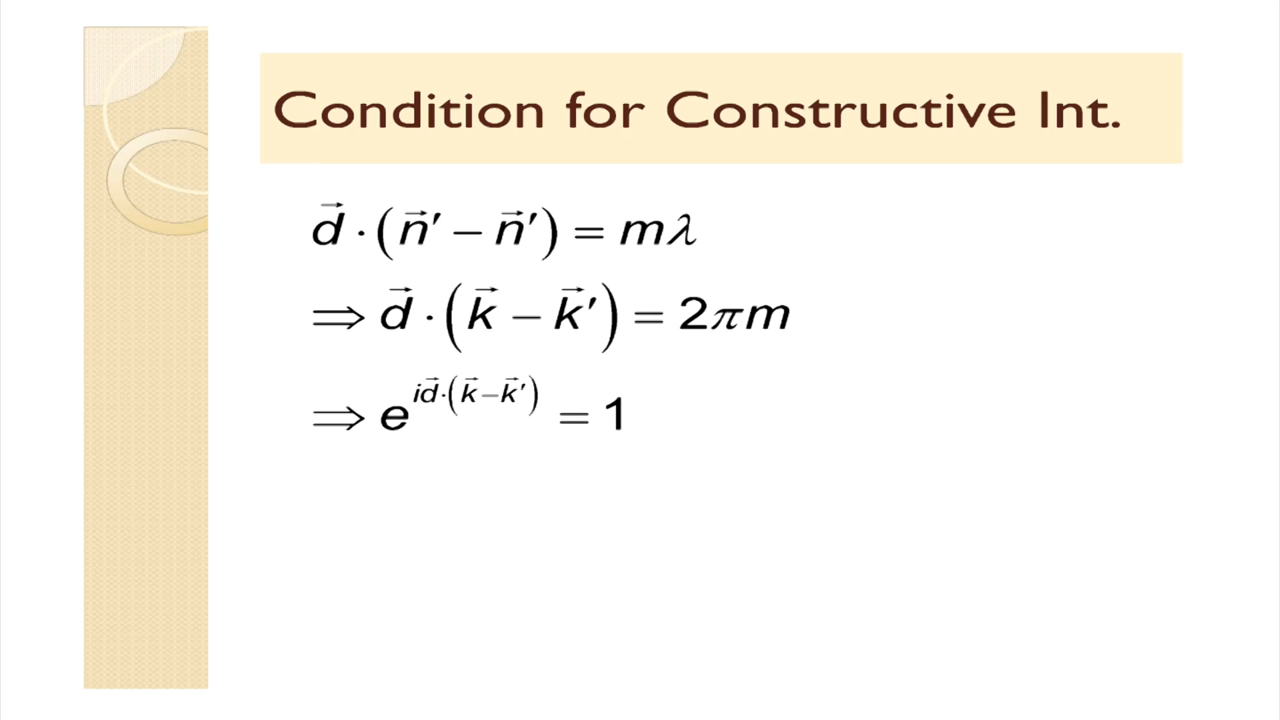 Condition for Constructive Int.
d⃗ · (n⃗′ − n⃗′) = mλ
⇒ d⃗ · (k⃗ − k⃗′) = 2πm
⇒ e^{id⃗·(k⃗−k⃗′)} = 1